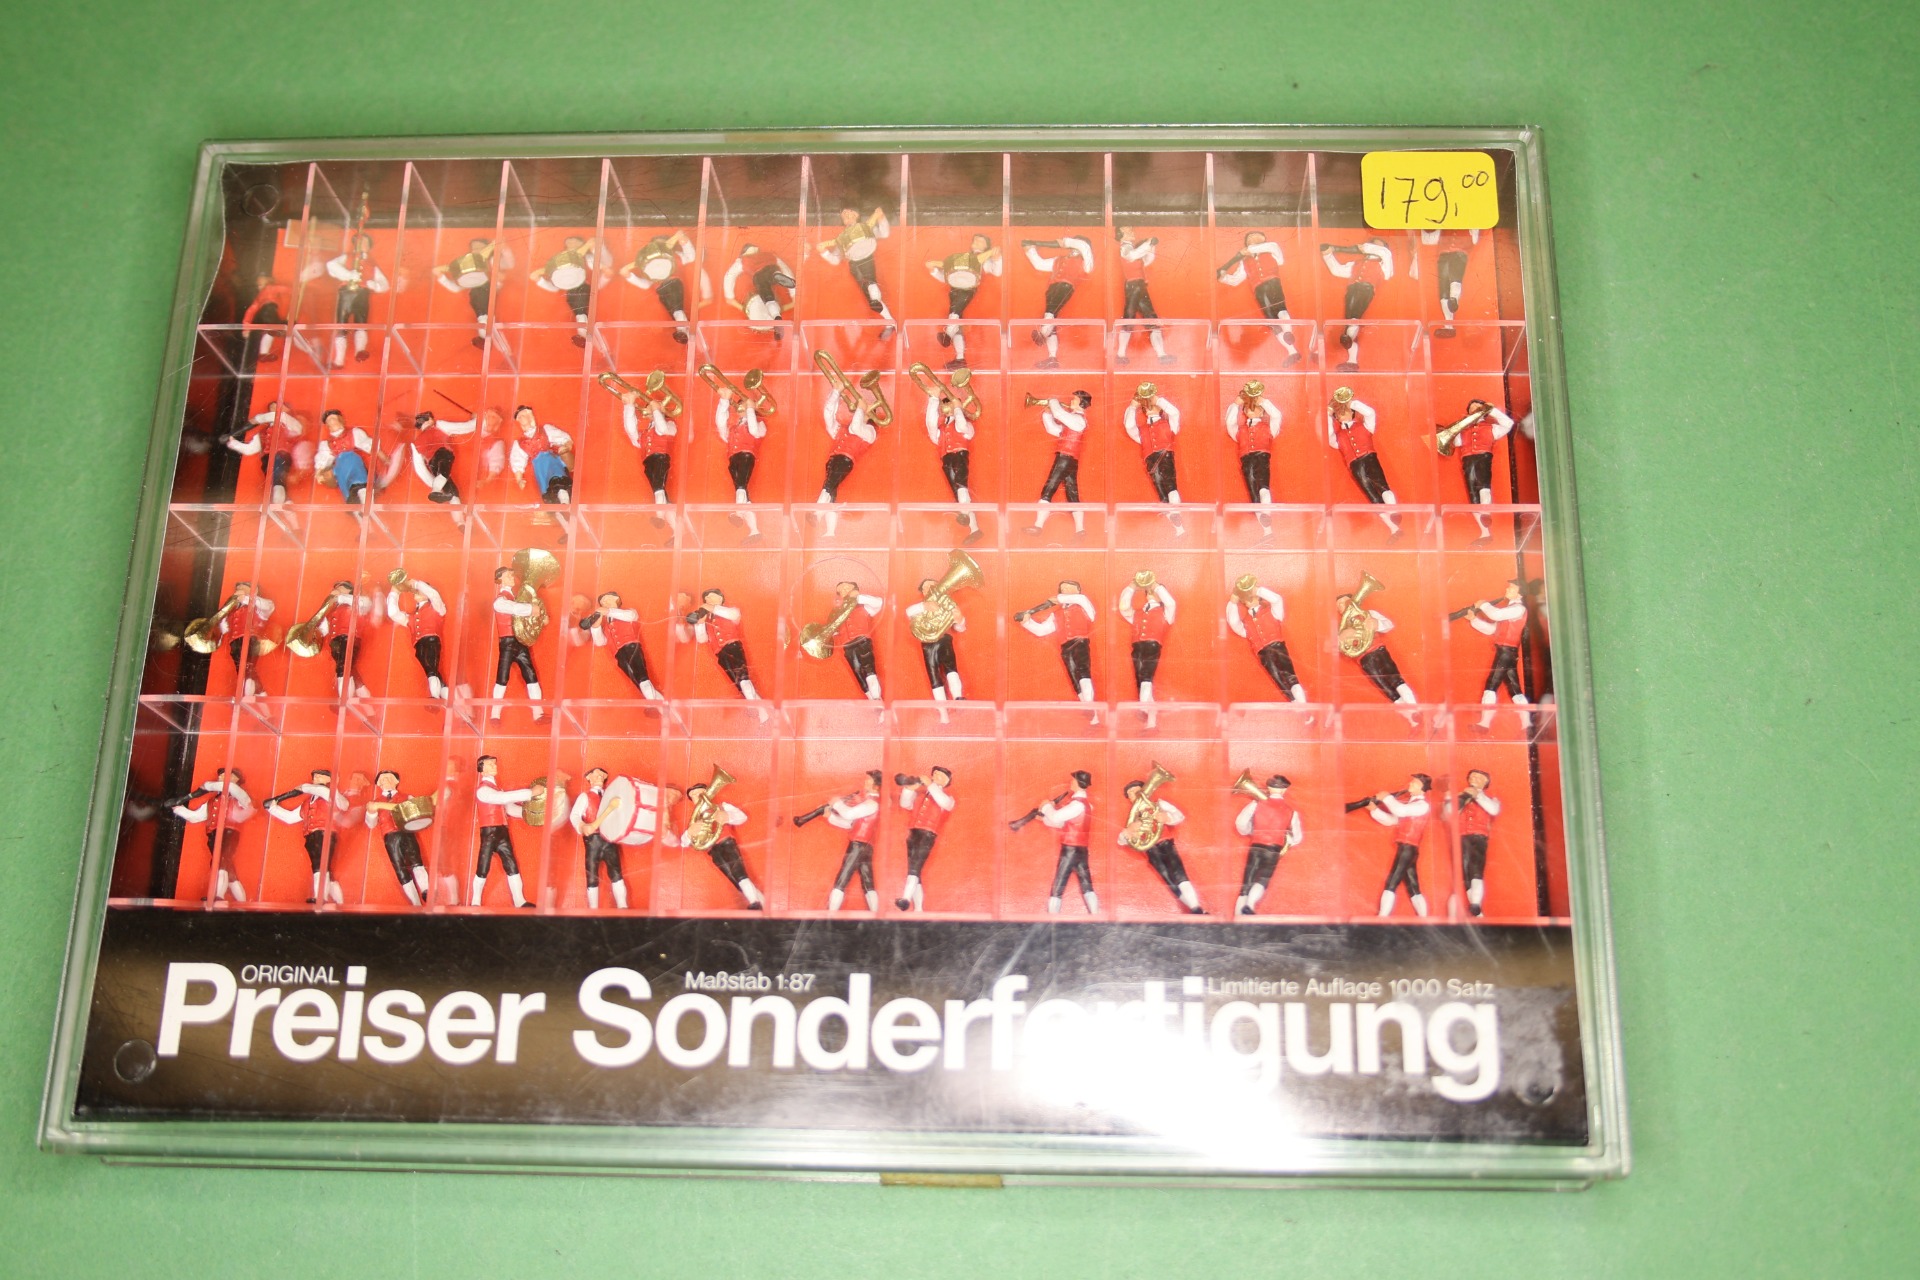 179,00
ORIGINAL
Maßstab 1:87
Limitierte Auflage 1000 Satz
Preiser Sonderfertigung